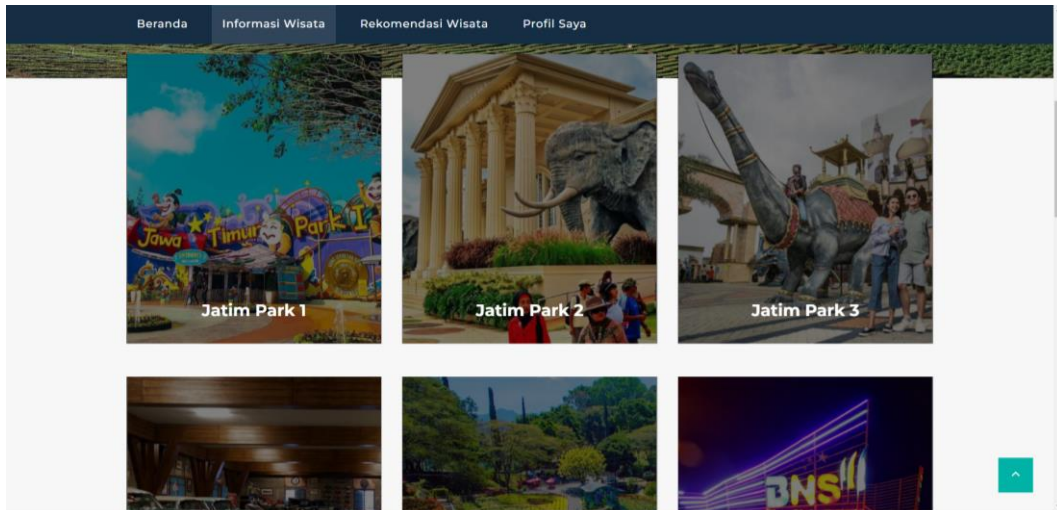 Beranda Informasi Wisata Rekomendasi Wisata Profil Saya
Jawa Timur Park I
Jatim Park 1 Jatim Park 2 Jatim Park 3
BNS